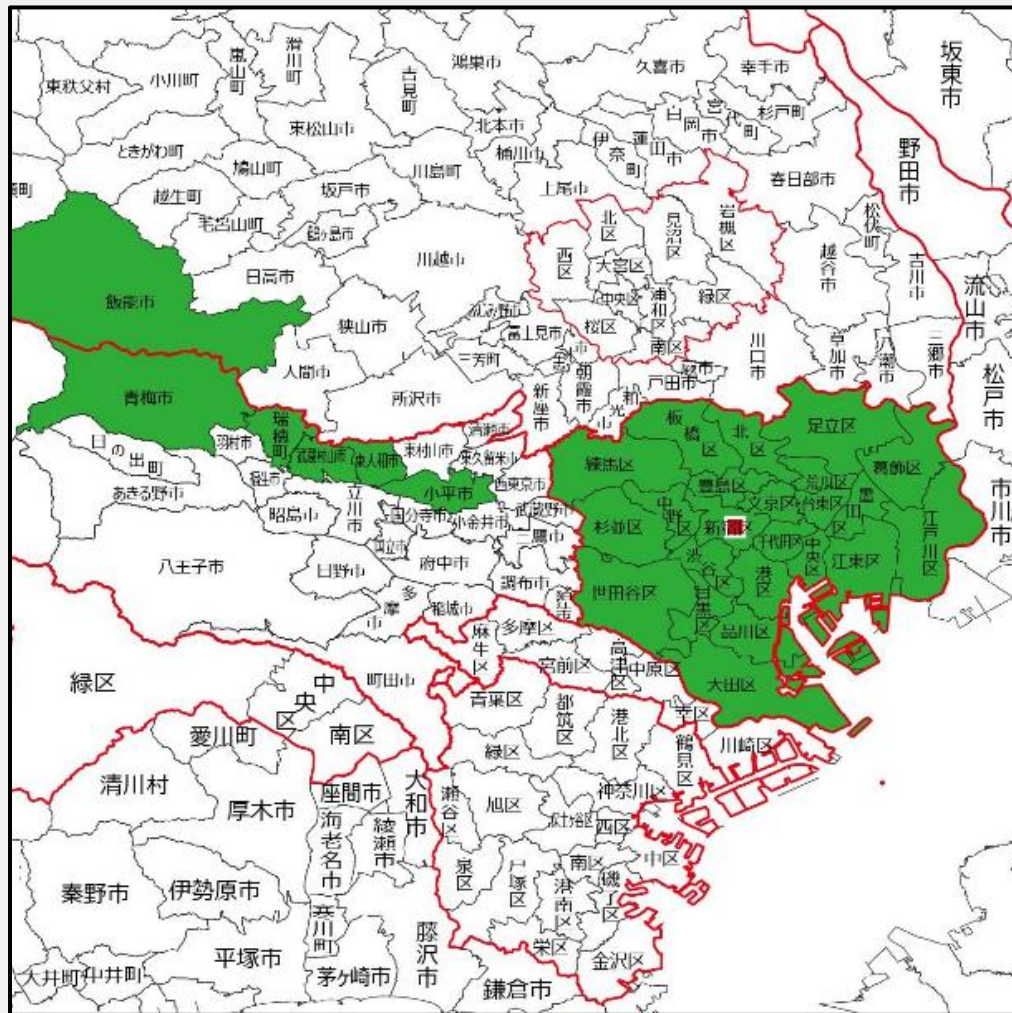 坂東市
鴻巣市
久喜市
幸手市
滑川町
嵐山町
小川町
東秩父村
吉見町
宮代町
杉戸町
白岡市
蓮田市
伊奈町
北本市
桶川市
東松山市
野田市
ときがわ町
鳩山町
川島町
坂戸市
上尾市
春日部市
越生町
毛呂山町
鶴ヶ島市
松伏町
北区
見沼区
岩槻区
西区
大宮区
川越市
日高市
越谷市
吉川市
流山市
飯能市
中央区
浦和区
緑区
桜区
南区
ふじみ野市
富士見市
狭山市
三芳町
川口市
草加市
八潮市
三郷市
松戸市
入間市
所沢市
新座市
朝霞市
和光市
戸田市
蕨市
青梅市
瑞穂町
羽村市
武蔵村山市
東大和市
東村山市
清瀬市
東久留米市
板橋区
北区
足立区
葛飾区
練馬区
日の出町
あきる野市
福生市
昭島市
立川市
小平市
西東京市
豊島区
荒川区
文京区
台東区
墨田区
市川市
国分寺市
小金井市
武蔵野市
三鷹市
杉並区
中野区
新宿区
千代田区
中央区
江東区
江戸川区
八王子市
日野市
国立市
府中市
調布市
狛江市
世田谷区
渋谷区
港区
目黒区
品川区
多摩市
稲城市
麻生区
多摩区
高津区
宮前区
中原区
大田区
緑区
中央区
町田市
青葉区
都筑区
港北区
幸区
鶴見区
川崎区
愛川町
南区
緑区
清川村
厚木市
座間市
大和市
海老名市
綾瀬市
瀬谷区
旭区
神奈川区
保土ヶ谷区
西区
中区
秦野市
伊勢原市
泉区
戸塚区
南区
港南区
磯子区
寒川町
藤沢市
栄区
金沢区
平塚市
茅ヶ崎市
鎌倉市
大井町
中井町